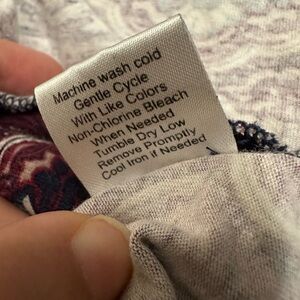 Machine wash cold
Gentle Cycle
With Like Colors
Non-Chlorine Bleach
When Needed
Tumble Dry Low
Remove Promptly
Cool Iron if Needed